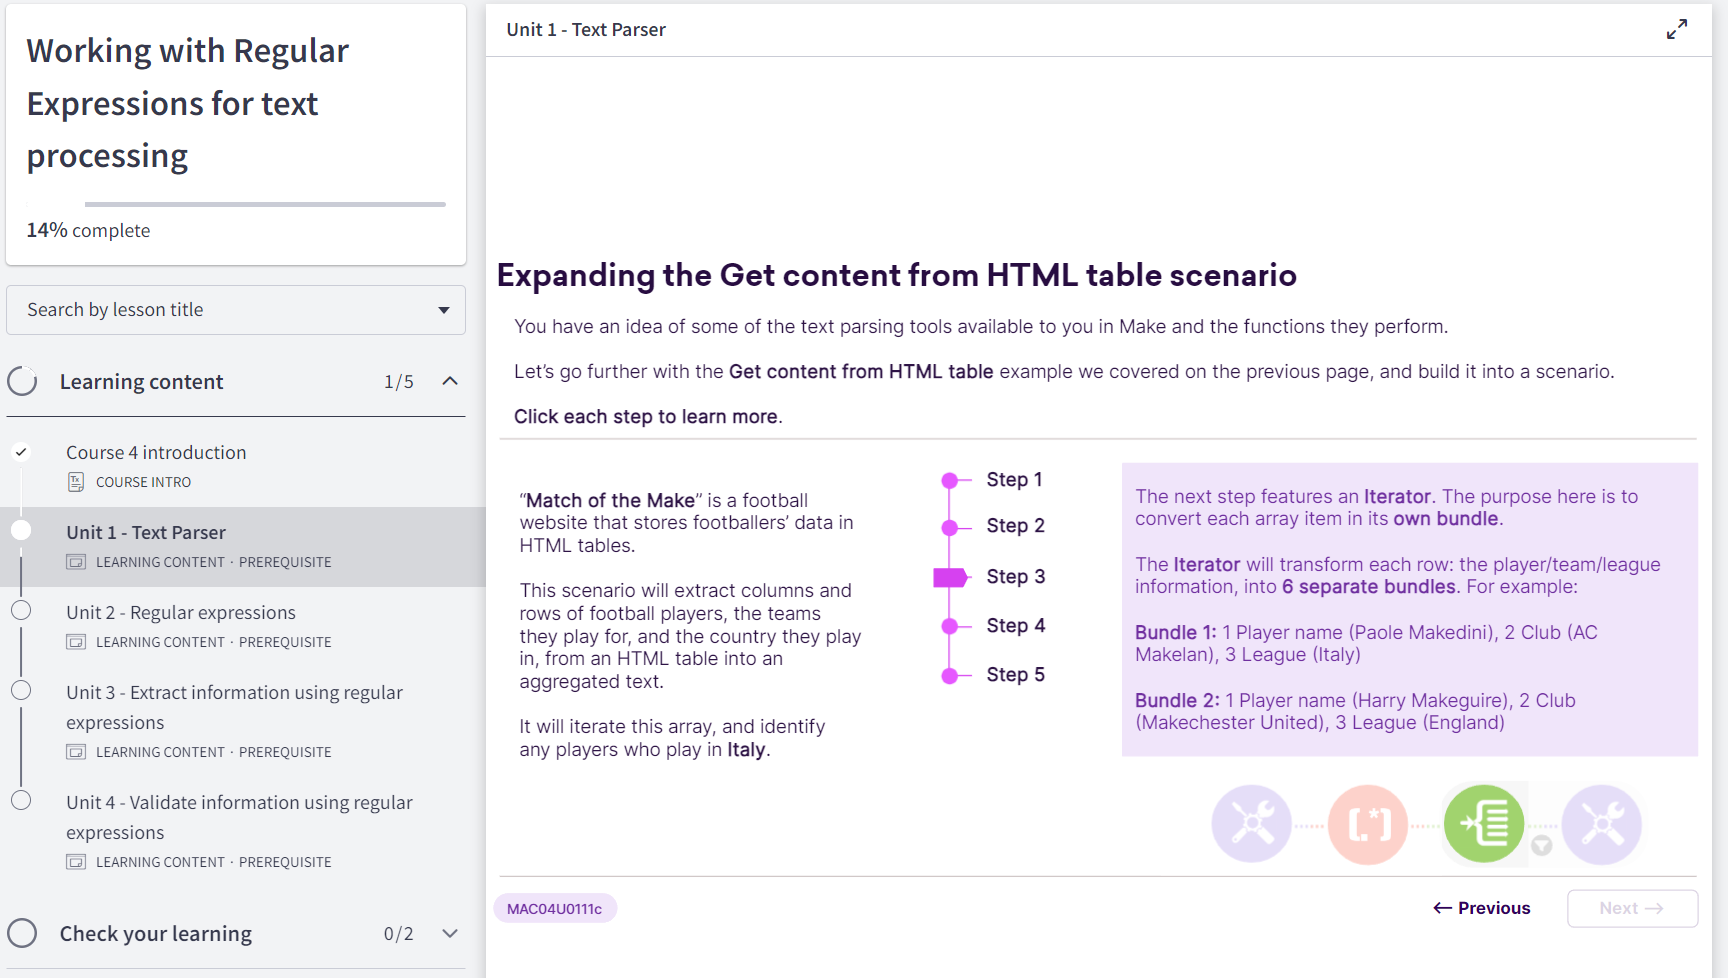 Working with Regular
Expressions for text
processing
14% complete
Search by lesson title
Learning content 1/5
Course 4 introduction
COURSE INTRO
Unit 1 - Text Parser
LEARNING CONTENT · PREREQUISITE
Unit 2 - Regular expressions
LEARNING CONTENT · PREREQUISITE
Unit 3 - Extract information using regular
expressions
LEARNING CONTENT · PREREQUISITE
Unit 4 - Validate information using regular
expressions
LEARNING CONTENT · PREREQUISITE
Check your learning 0/2
Unit 1 - Text Parser
Expanding the Get content from HTML table scenario
You have an idea of some of the text parsing tools available to you in Make and the functions they perform.
Let’s go further with the Get content from HTML table example we covered on the previous page, and build it into a scenario.
Click each step to learn more.
“Match of the Make” is a football
website that stores footballers’ data in
HTML tables.
This scenario will extract columns and
rows of football players, the teams
they play for, and the country they play
in, from an HTML table into an
aggregated text.
It will iterate this array, and identify
any players who play in Italy.
Step 1
Step 2
Step 3
Step 4
Step 5
The next step features an Iterator. The purpose here is to
convert each array item in its own bundle.
The Iterator will transform each row: the player/team/league
information, into 6 separate bundles. For example:
Bundle 1: 1 Player name (Paole Makedini), 2 Club (AC
Makelan), 3 League (Italy)
Bundle 2: 1 Player name (Harry Makeguire), 2 Club
(Makechester United), 3 League (England)
[.*]
MAC04U0111c
← Previous
Next →